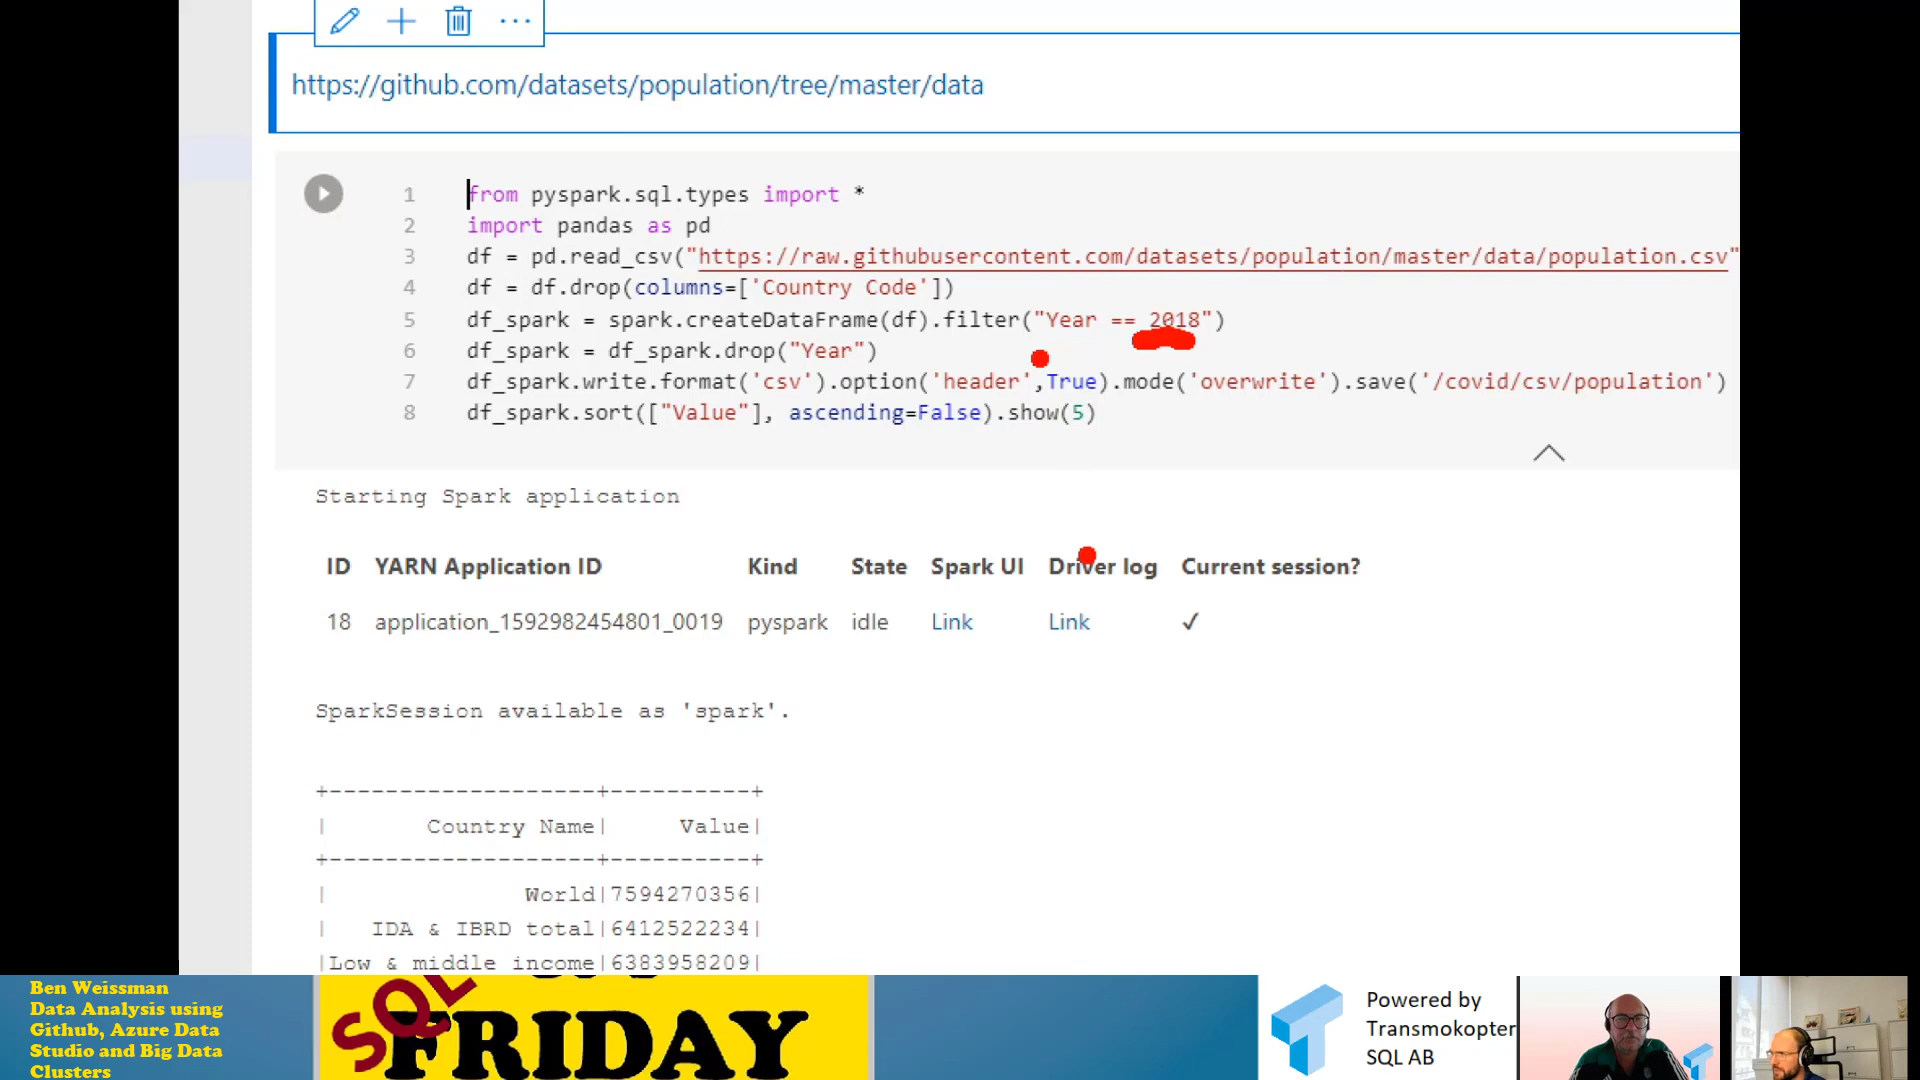 https://github.com/datasets/population/tree/master/data
1 from pyspark.sql.types import *
2 import pandas as pd
3 df = pd.read_csv("https://raw.githubusercontent.com/datasets/population/master/data/population.csv"
4 df = df.drop(columns=['Country Code'])
5 df_spark = spark.createDataFrame(df).filter("Year == 2018")
6 df_spark = df_spark.drop("Year")
7 df_spark.write.format('csv').option('header',True).mode('overwrite').save('/covid/csv/population')
8 df_spark.sort(["Value"], ascending=False).show(5)
Starting Spark application
ID YARN Application ID Kind State Spark UI Driver log Current session?
18 application_1592982454801_0019 pyspark idle Link Link ✓
SparkSession available as 'spark'.
+-------------------+----------+
| Country Name| Value|
+-------------------+----------+
| World|7594270356|
| IDA & IBRD total|6412522234|
|Low & middle income|6383958209|
Ben Weissman
Data Analysis using
Github, Azure Data
Studio and Big Data
Clusters
SQL
FRIDAY
Powered by
Transmokopter
SQL AB